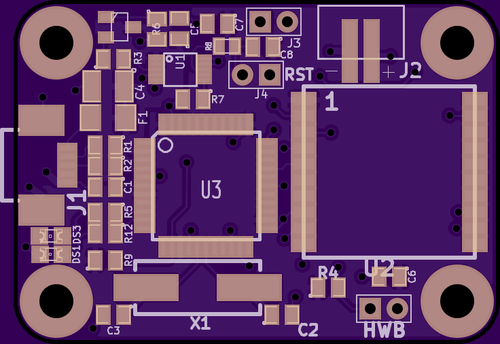 R6
C5
C7
J3
R8
C8
R3
U1
RST
− +
J2
J4
C4
R7
1
F1
R1
R2
U3
C1
J1
R5
R12
DS1
DS3
R9
U2
R4
C6
C3
X1
C2
HWB